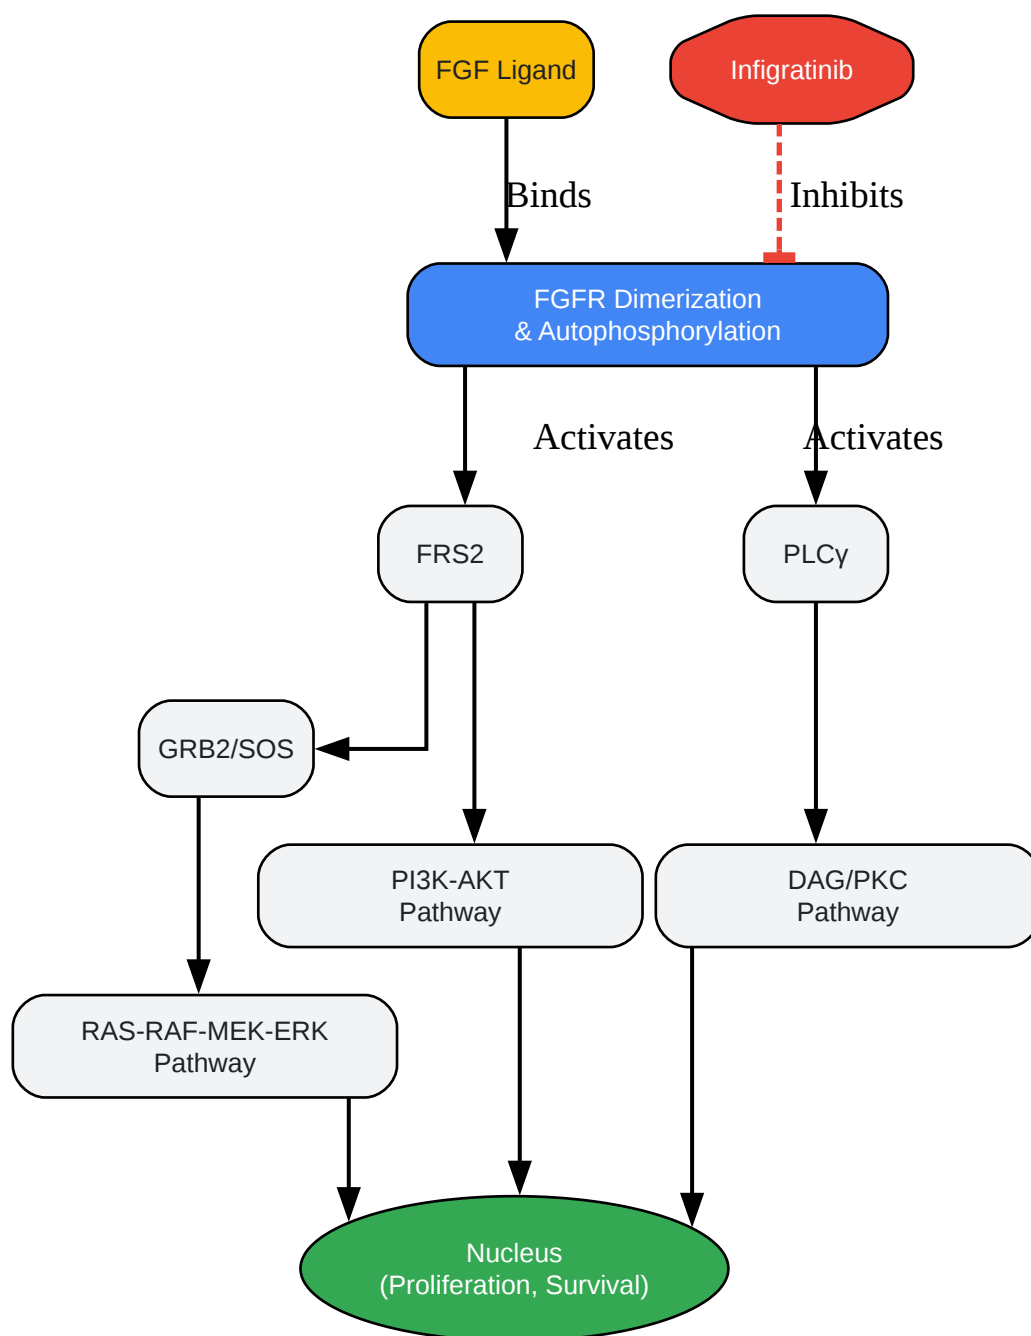 FGF Ligand
Infigratinib
Binds
Inhibits
FGFR Dimerization
& Autophosphorylation
Activates
Activates
FRS2
PLCγ
GRB2/SOS
PI3K-AKT
Pathway
DAG/PKC
Pathway
RAS-RAF-MEK-ERK
Pathway
Nucleus
(Proliferation, Survival)